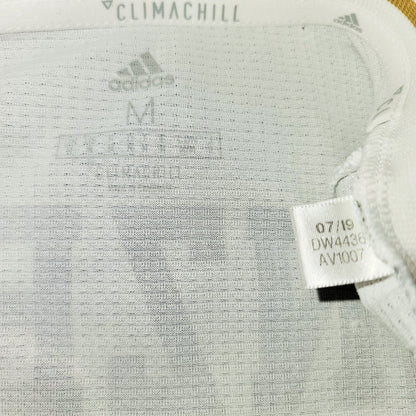 CLIMACHILL
adidas
M
07/19
DW4436
AV1007